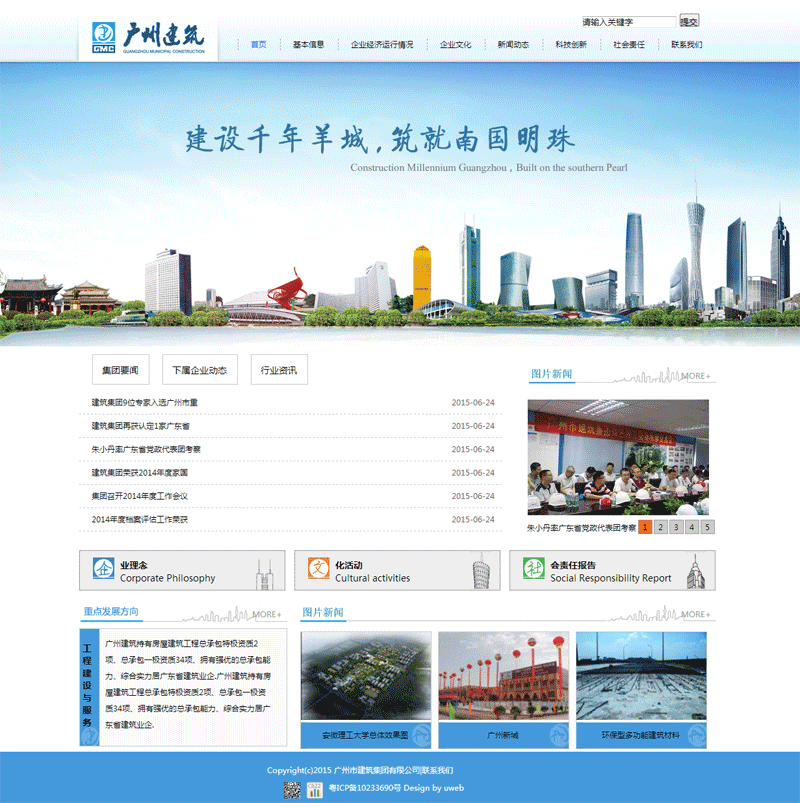 请输入关键字 提交
广州建筑
GMC GUANGZHOU MUNICIPAL CONSTRUCTION
首页 基本信息 企业经济运行情况 企业文化 新闻动态 科技创新 社会责任 联系我们
建设千年羊城,筑就南国明珠
Construction Millennium Guangzhou , Built on the southern Pearl
集团要闻 下属企业动态 行业资讯
建筑集团9位专家入选广州市重 2015-06-24
建筑集团再获认定1家广东省 2015-06-24
朱小丹率广东省党政代表团考察 2015-06-24
建筑集团荣获2014年度家国 2015-06-24
集团召开2014年度工作会议 2015-06-24
2014年度档案评估工作荣获 2015-06-24
图片新闻 MORE+
朱小丹率广东省党政代表团考察 1 2 3 4 5
企 业理念
Corporate Philosophy
文 化活动
Cultural activities
社 会责任报告
Social Responsibility Report
重点发展方向 MORE+
工程建设与服务
广州建筑持有房屋建筑工程总承包特极资质2
项、总承包一极资质34项、拥有强优的总承包能
力、综合实力居广东省建筑业企.广州建筑持有房
屋建筑工程总承包特极资质2项、总承包一极资
质34项、拥有强优的总承包能力、综合实力居广
东省建筑业企.
图片新闻 MORE+
安徽理工大学总体效果图
广州新城
环保型多功能建筑材料
Copyright(c)2015 广州市建筑集团有限公司|联系我们
粤ICP备10233690号 Design by uweb